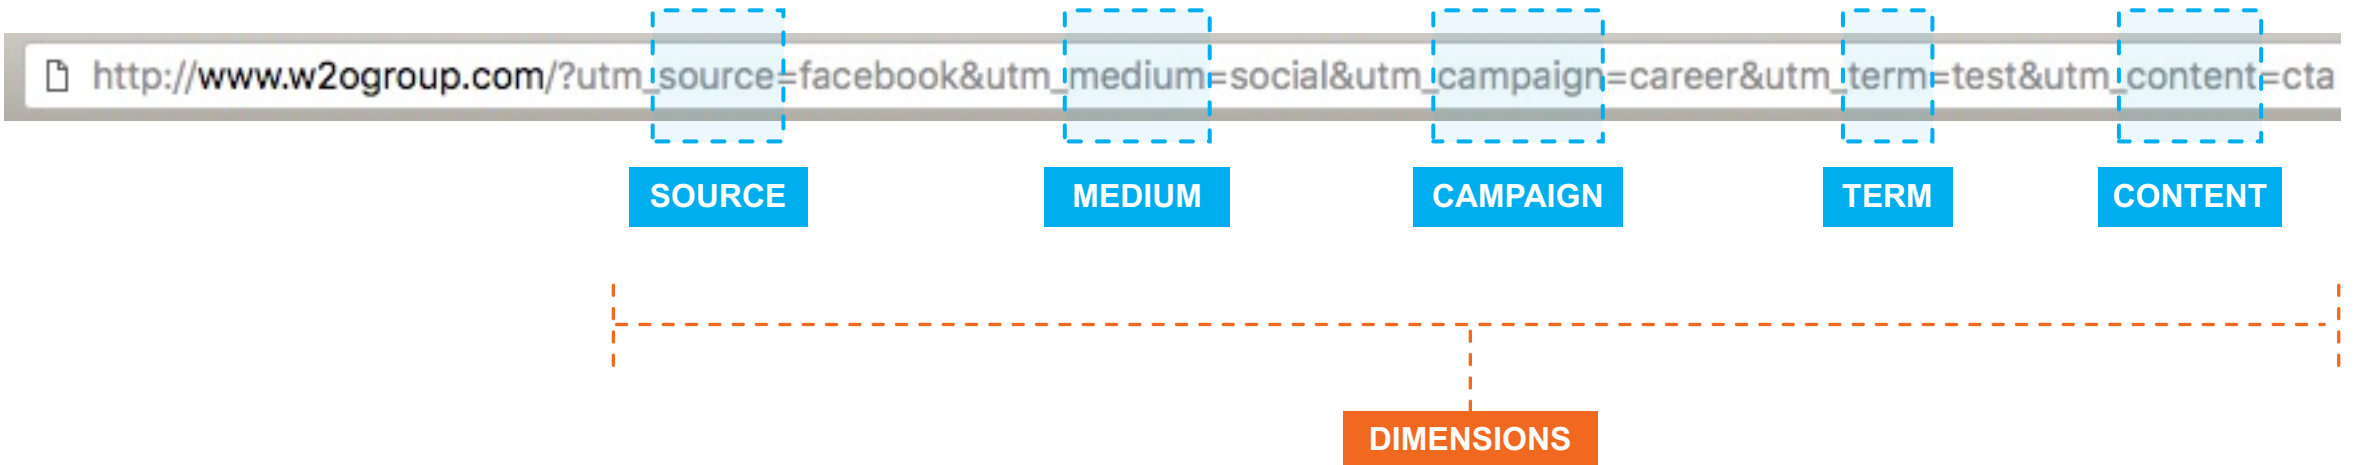 http://www.w2ogroup.com/?utm_source=facebook&utm_medium=social&utm_campaign=career&utm_term=test&utm_content=cta
SOURCE MEDIUM CAMPAIGN TERM CONTENT
DIMENSIONS